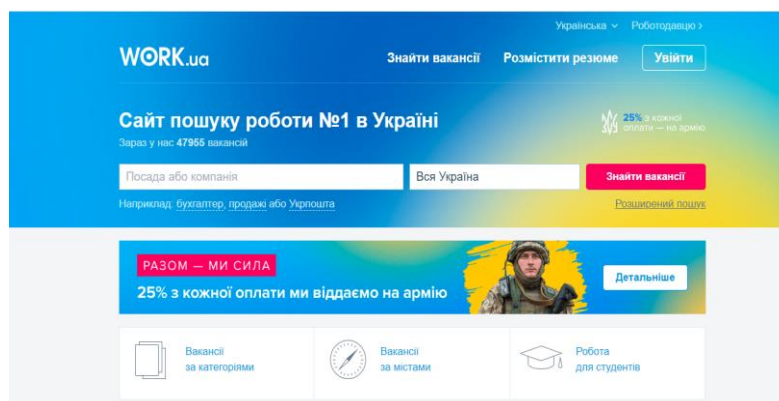 Українська Роботодавцю >
WORK.ua Знайти вакансії Розмістити резюме Увійти
Сайт пошуку роботи №1 в Україні
25% з кожної
оплати — на армію
Зараз у нас 47955 вакансій
Посада або компанія Вся Україна Знайти вакансії
Наприклад: бухгалтер, продажі або Укрпошта Розширений пошук
РАЗОМ — МИ СИЛА
25% з кожної оплати ми віддаємо на армію
Детальніше
Вакансії
за категоріями
Вакансії
за містами
Робота
для студентів